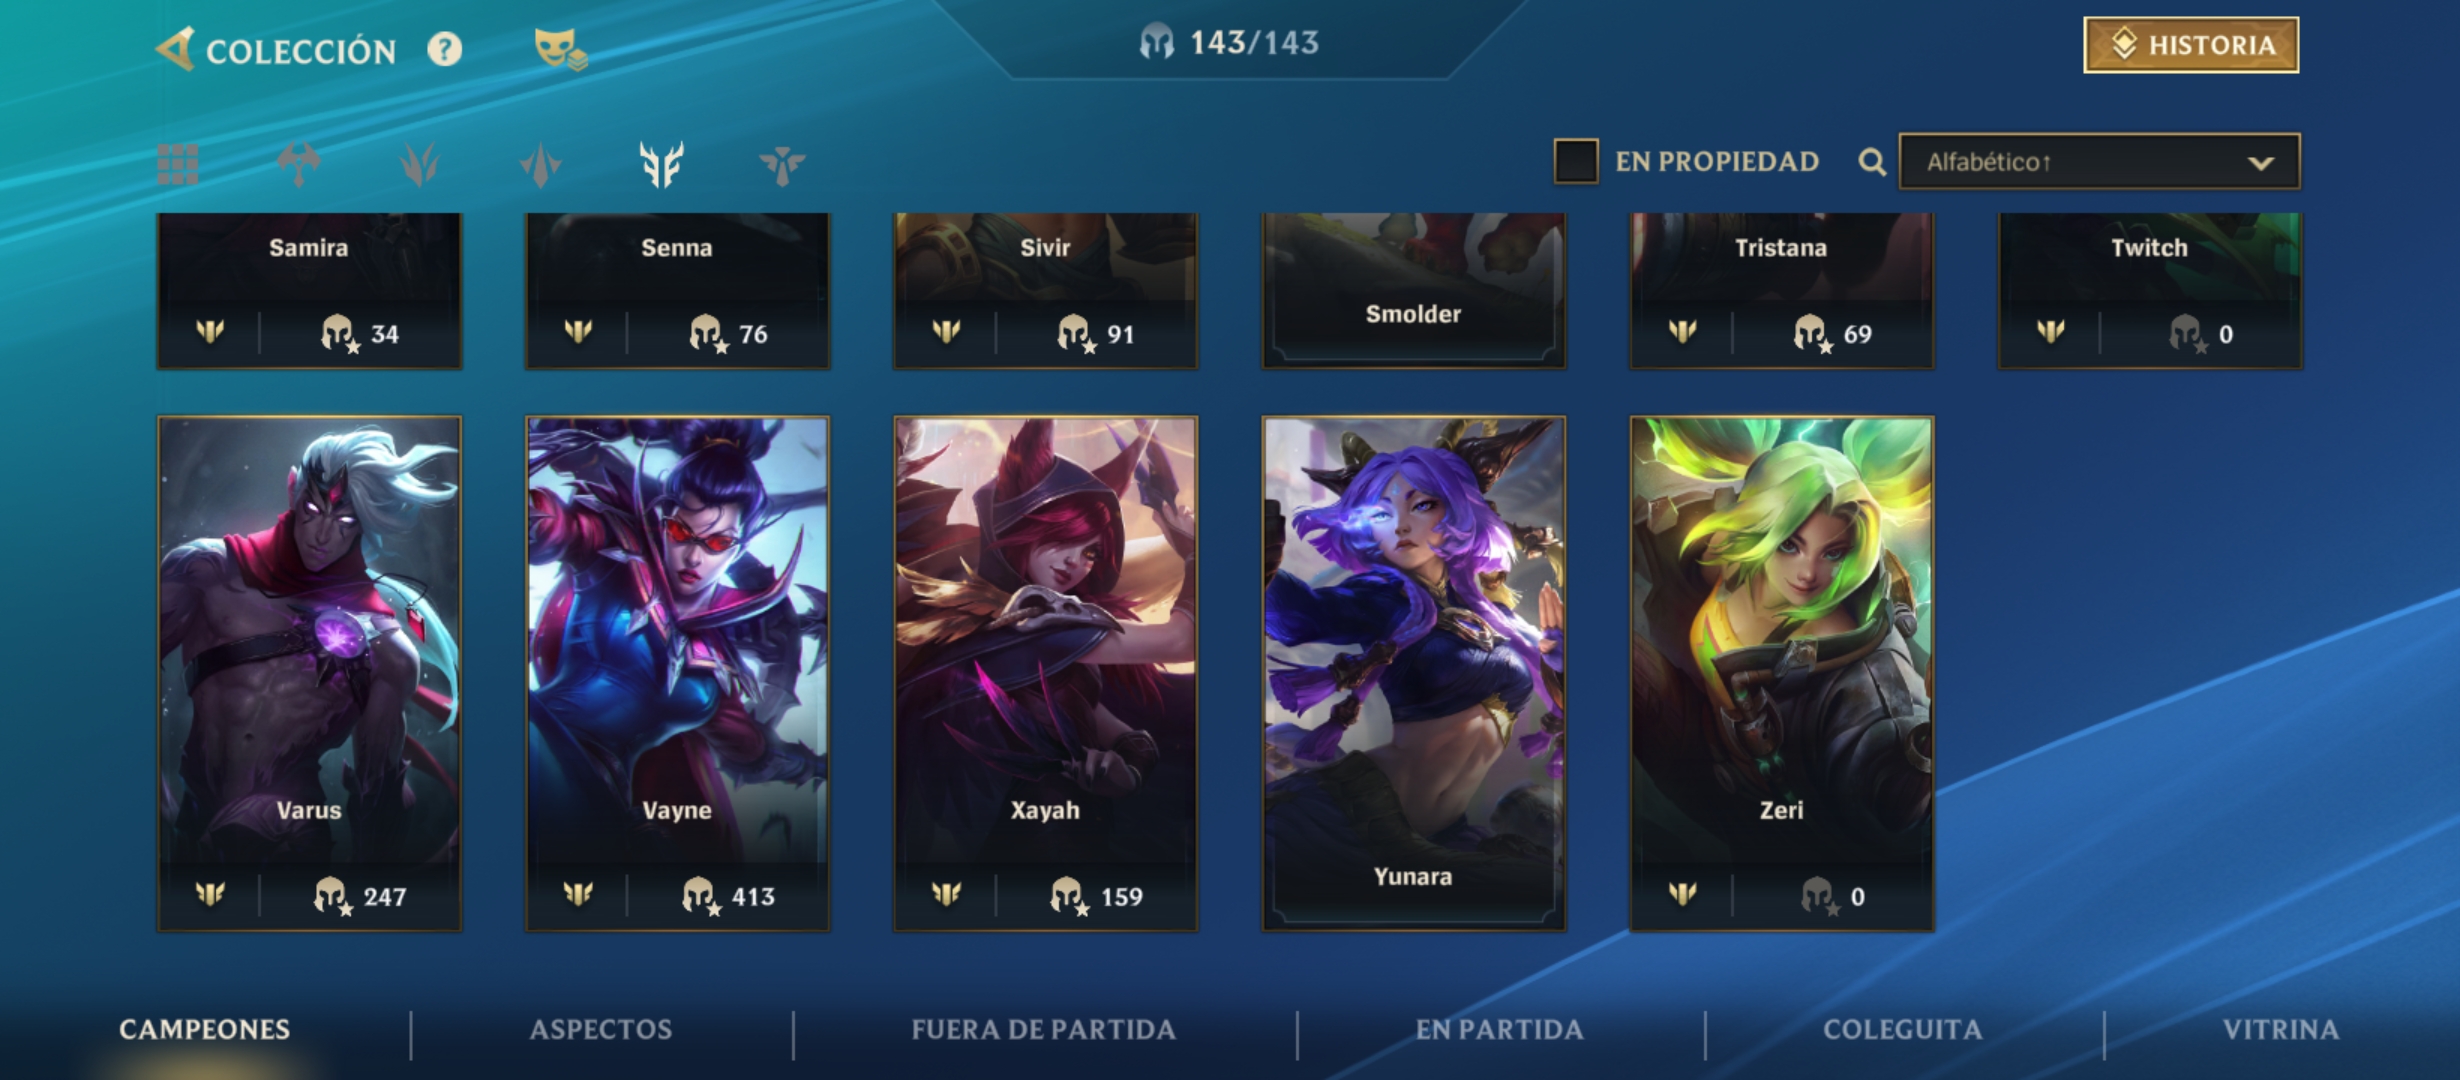 COLECCIÓN ?
143/143
HISTORIA
EN PROPIEDAD
Alfabético↑
Samira
34
Senna
76
Sivir
91
Smolder
Tristana
69
Twitch
0
Varus
247
Vayne
413
Xayah
159
Yunara
Zeri
0
CAMPEONES
ASPECTOS
FUERA DE PARTIDA
EN PARTIDA
COLEGUITA
VITRINA